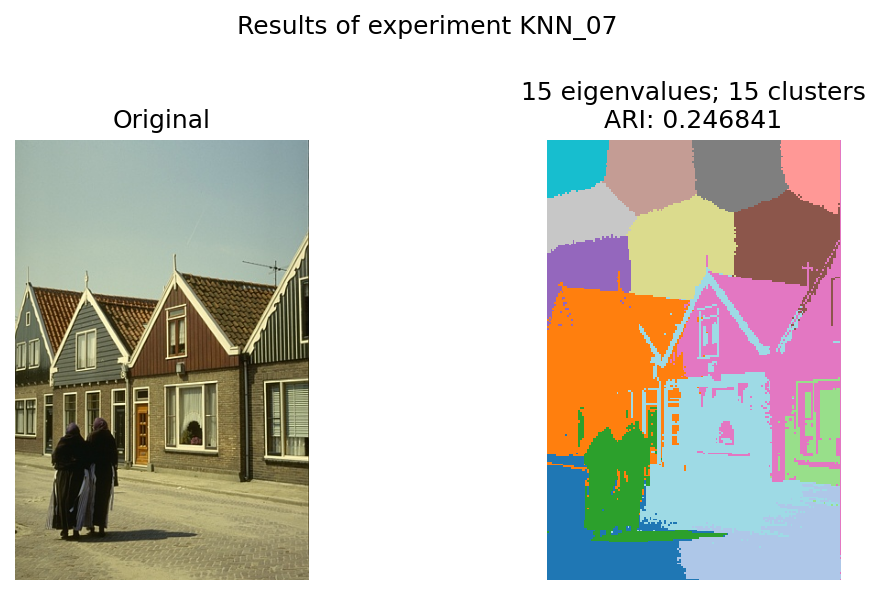 Results of experiment KNN_07
Original
15 eigenvalues; 15 clusters
ARI: 0.246841